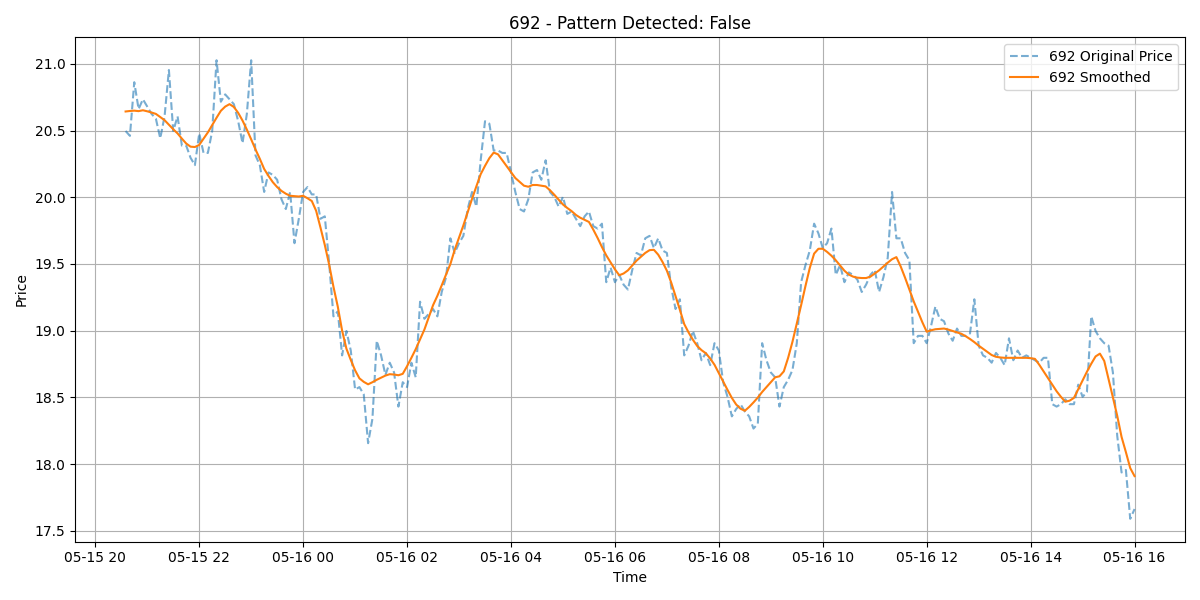 692 - Pattern Detected: False
692 Original Price
692 Smoothed
Price
21.0
20.5
20.0
19.5
19.0
18.5
18.0
17.5
05-15 20 05-15 22 05-16 00 05-16 02 05-16 04 05-16 06 05-16 08 05-16 10 05-16 12 05-16 14 05-16 16
Time